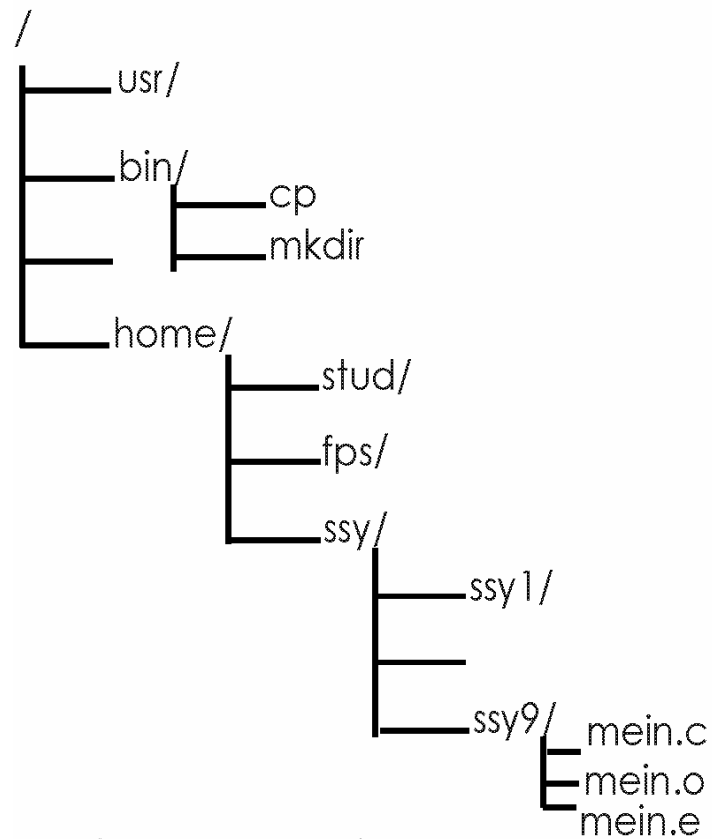 /
usr/
bin/
cp
mkdir
home/
stud/
fps/
ssy/
ssy1/
ssy9/
mein.c
mein.o
mein.e